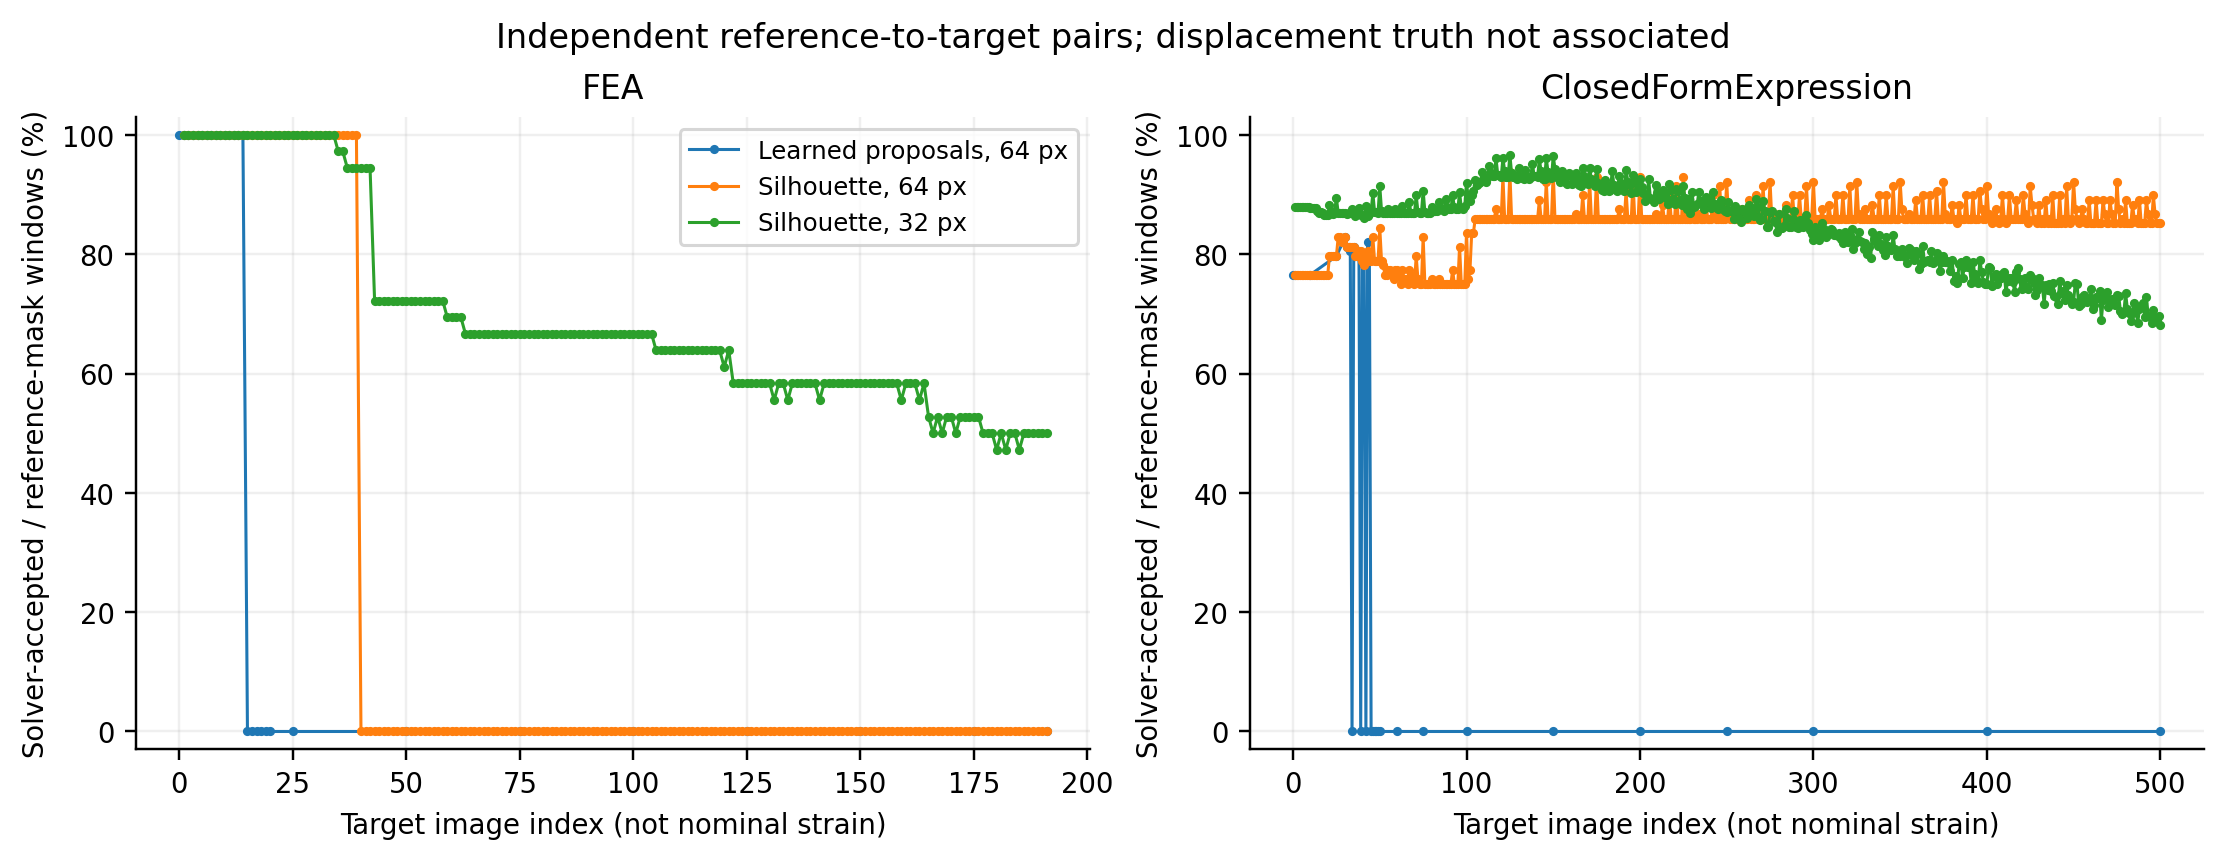 Independent reference-to-target pairs; displacement truth not associated
FEA
Solver-accepted / reference-mask windows (%)
100
80
60
40
20
0
Learned proposals, 64 px
Silhouette, 64 px
Silhouette, 32 px
0 25 50 75 100 125 150 175 200
Target image index (not nominal strain)
ClosedFormExpression
Solver-accepted / reference-mask windows (%)
100
80
60
40
20
0
0 100 200 300 400 500
Target image index (not nominal strain)